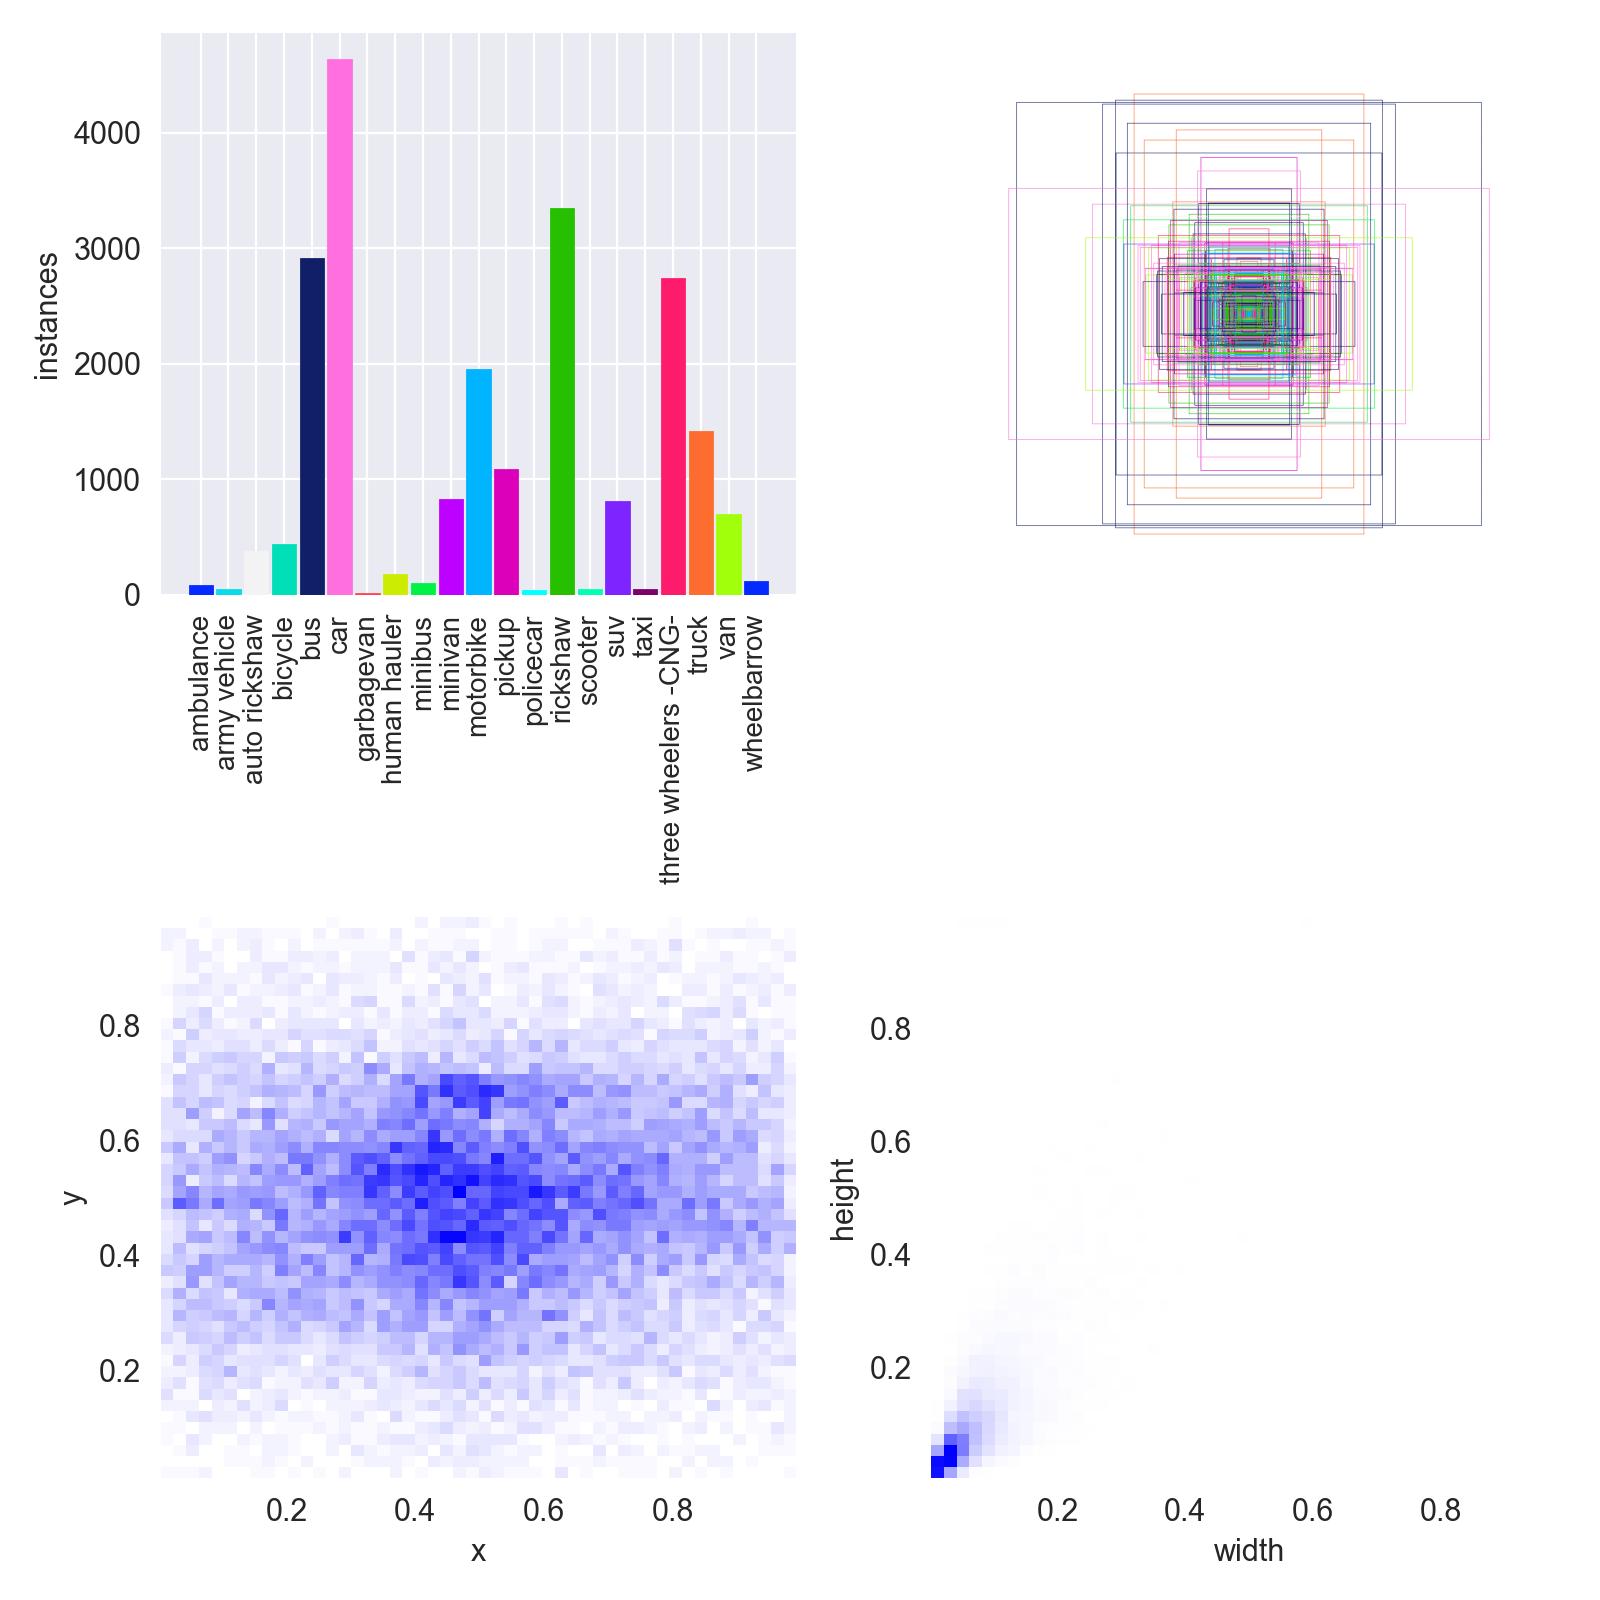 4000
3000
2000
1000
0
instances
ambulance
army vehicle
auto rickshaw
bicycle
bus
car
garbagevan
human hauler
minibus
minivan
motorbike
pickup
policecar
rickshaw
scooter
suv
taxi
three wheelers -CNG-
truck
van
wheelbarrow
0.8
0.6
0.4
0.2
y
0.2 0.4 0.6 0.8
x
0.8
0.6
0.4
0.2
height
0.2 0.4 0.6 0.8
width